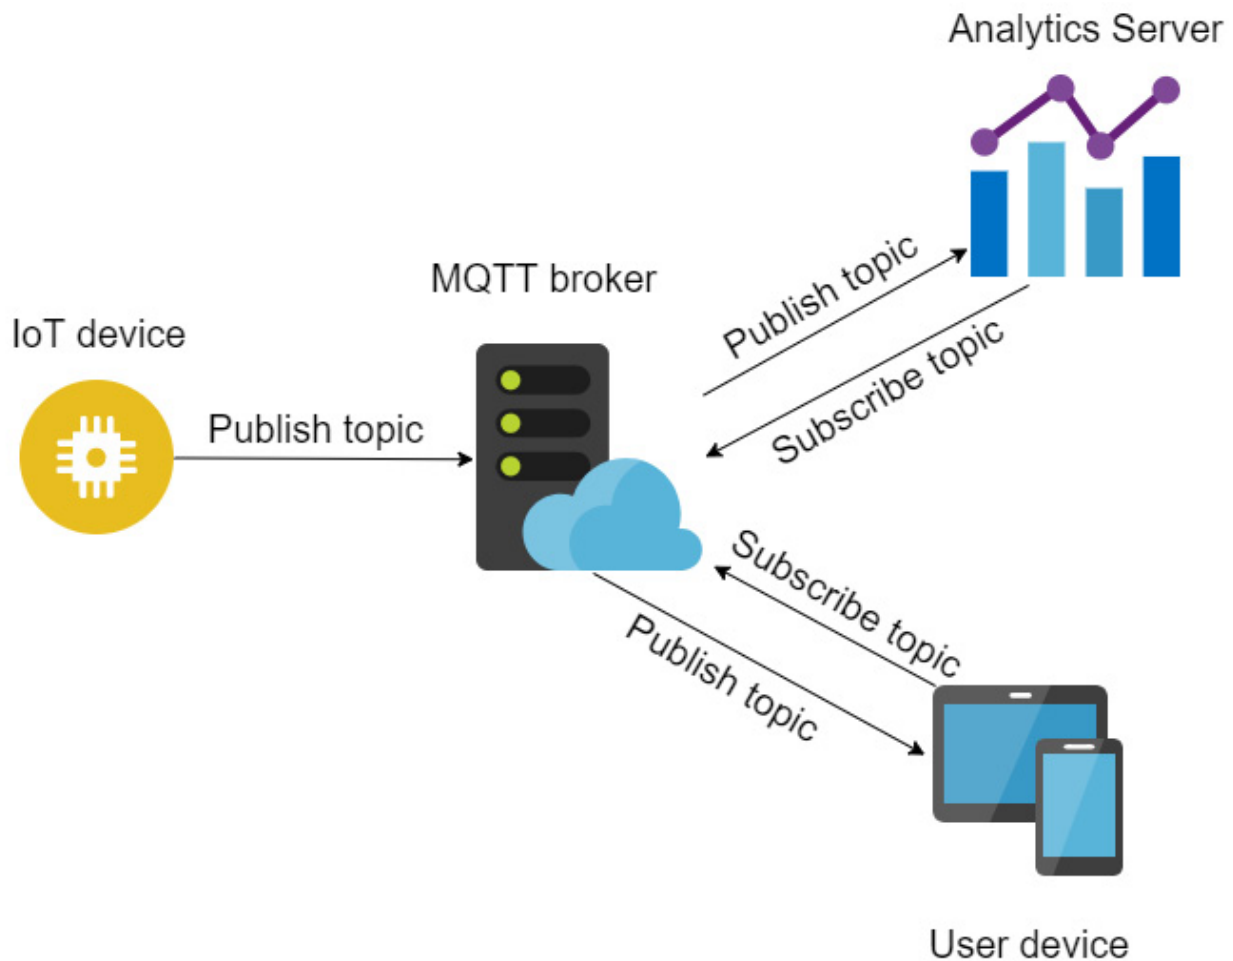 Analytics Server
MQTT broker
IoT device
Publish topic
Publish topic
Subscribe topic
Subscribe topic
Publish topic
User device